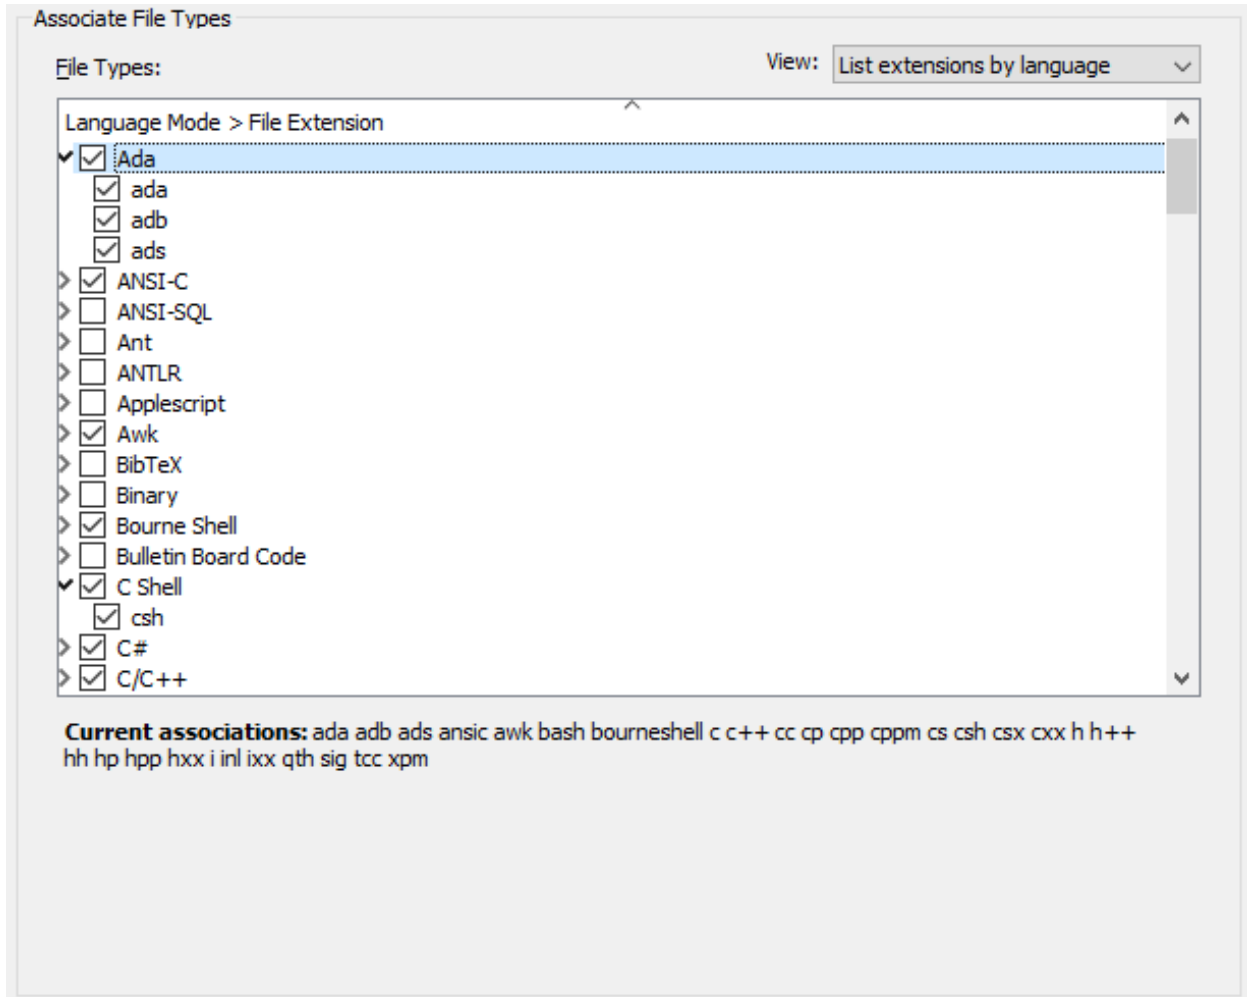 Associate File Types
File Types:
View: List extensions by language
Language Mode > File Extension
Ada
ada
adb
ads
ANSI-C
ANSI-SQL
Ant
ANTLR
Applescript
Awk
BibTeX
Binary
Bourne Shell
Bulletin Board Code
C Shell
csh
C#
C/C++
Current associations: ada adb ads ansic awk bash bourneshell c c++ cc cp cpp cppm cs csh csx cxx h h++
hh hp hpp hxx i inl ixx qth sig tcc xpm